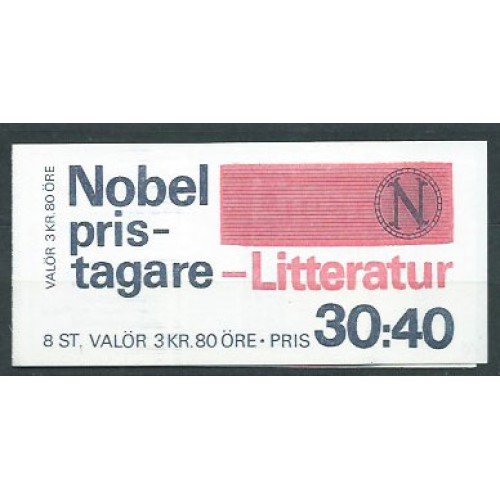 VALÖR 3 KR. 80 ÖRE
Nobel
pris-
tagare –Litteratur
N
8 ST. VALÖR 3 KR. 80 ÖRE • PRIS 30:40